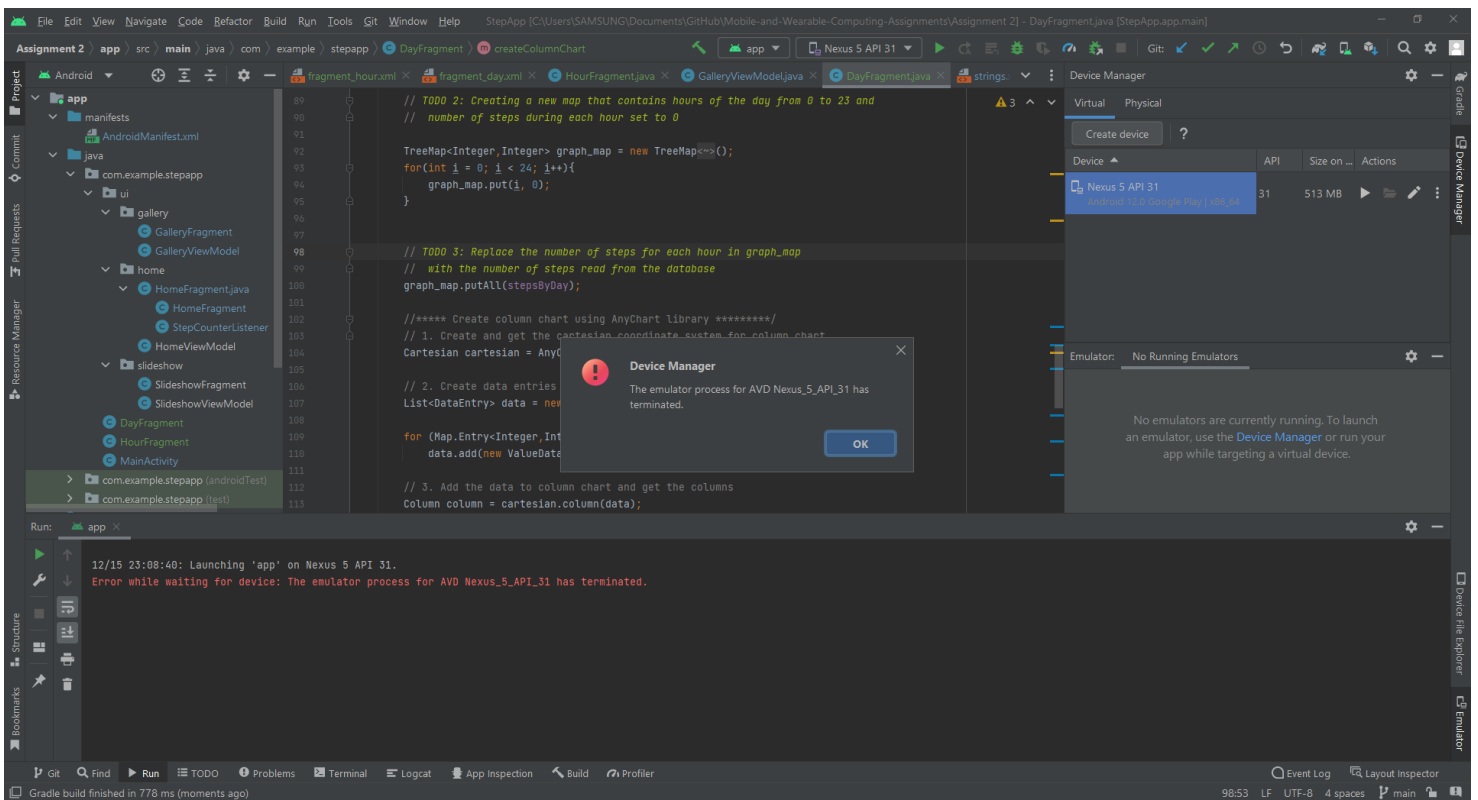 File Edit View Navigate Code Refactor Build Run Tools Git Window Help StepApp [C:\Users\SAMSUNG\Documents\GitHub\Mobile-and-Wearable-Computing-Assignments\Assignment 2] - DayFragment.java [StepApp.app.main]
Assignment 2 app src main java com example stepapp DayFragment createColumnChart app Nexus 5 API 31 Git:
Project
Commit
Pull Requests
Resource Manager
Structure
Bookmarks
Android
app
manifests
AndroidManifest.xml
java
com.example.stepapp
ui
gallery
GalleryFragment
GalleryViewModel
home
HomeFragment.java
HomeFragment
StepCounterListener
HomeViewModel
slideshow
SlideshowFragment
SlideshowViewModel
DayFragment
HourFragment
MainActivity
com.example.stepapp (androidTest)
com.example.stepapp (test)
fragment_hour.xml fragment_day.xml HourFragment.java GalleryViewModel.java DayFragment.java strings.
3
89 // TODO 2: Creating a new map that contains hours of the day from 0 to 23 and
90 // number of steps during each hour set to 0
91
92 TreeMap<Integer,Integer> graph_map = new TreeMap<~>();
93 for(int i = 0; i < 24; i++){
94 graph_map.put(i, 0);
95 }
96
97
98 // TODO 3: Replace the number of steps for each hour in graph_map
99 // with the number of steps read from the database
100 graph_map.putAll(stepsByDay);
101
102 //***** Create column chart using AnyChart library *********/
103 // 1. Create and get the cartesian coordinate system for column chart
104 Cartesian cartesian = AnyC
105
106 // 2. Create data entries
107 List<DataEntry> data = new
108
109 for (Map.Entry<Integer,Int
110 data.add(new ValueData
111
112 // 3. Add the data to column chart and get the columns
113 Column column = cartesian.column(data);
Device Manager
The emulator process for AVD Nexus_5_API_31 has
terminated.
OK
Device Manager
Virtual Physical
Create device ?
Device API Size on ... Actions
Nexus 5 API 31
Android 12.0 Google Play | x86_64
31 513 MB
Emulator: No Running Emulators
No emulators are currently running. To launch
an emulator, use the Device Manager or run your
app while targeting a virtual device.
Gradle
Device Manager
Device File Explorer
Emulator
Run: app
12/15 23:08:40: Launching 'app' on Nexus 5 API 31.
Error while waiting for device: The emulator process for AVD Nexus_5_API_31 has terminated.
Git Find Run TODO Problems Terminal Logcat App Inspection Build Profiler Event Log Layout Inspector
Gradle build finished in 778 ms (moments ago) 98:53 LF UTF-8 4 spaces main